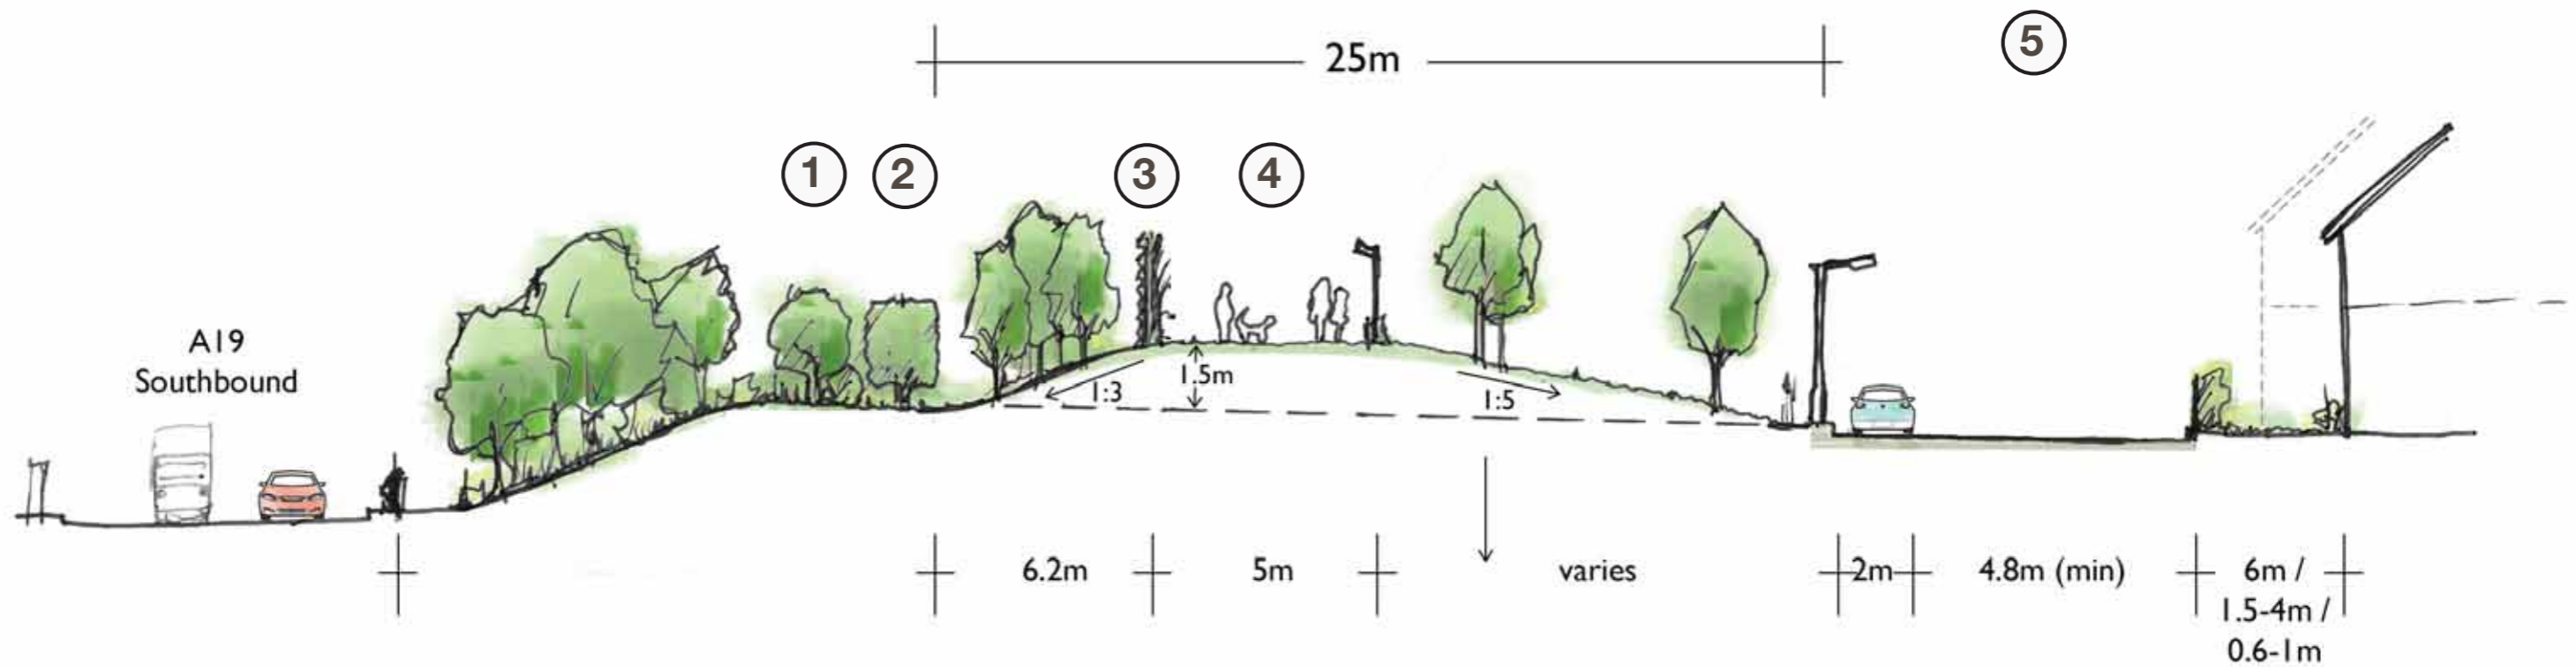 25m
5
1
2
3
4
A19
Southbound
1:3
1.5m
1:5
6.2m
5m
varies
2m
4.8m (min)
6m /
1.5-4m /
0.6-1m